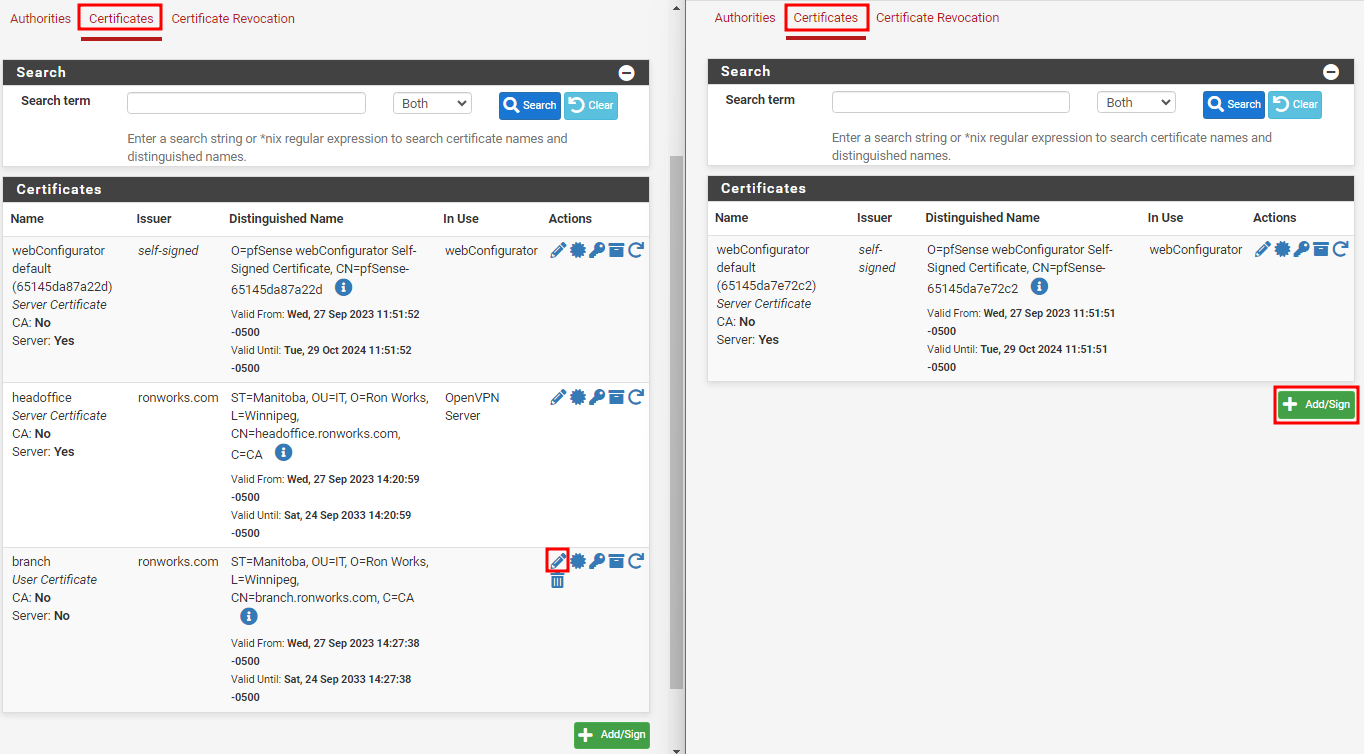 Authorities Certificates Certificate Revocation
Search
Search term Both Search Clear
Enter a search string or *nix regular expression to search certificate names and
distinguished names.
Certificates
Name Issuer Distinguished Name In Use Actions
webConfigurator self-signed O=pfSense webConfigurator Self- webConfigurator
default Signed Certificate, CN=pfSense-
(65145da87a22d) 65145da87a22d
Server Certificate Valid From: Wed, 27 Sep 2023 11:51:52
CA: No -0500
Server: Yes Valid Until: Tue, 29 Oct 2024 11:51:52
-0500
headoffice ronworks.com ST=Manitoba, OU=IT, O=Ron Works, OpenVPN
Server Certificate L=Winnipeg, Server
CA: No CN=headoffice.ronworks.com,
Server: Yes C=CA
Valid From: Wed, 27 Sep 2023 14:20:59
-0500
Valid Until: Sat, 24 Sep 2033 14:20:59
-0500
branch ronworks.com ST=Manitoba, OU=IT, O=Ron Works,
User Certificate L=Winnipeg,
CA: No CN=branch.ronworks.com, C=CA
Server: No
Valid From: Wed, 27 Sep 2023 14:27:38
-0500
Valid Until: Sat, 24 Sep 2033 14:27:38
-0500
Add/Sign
Authorities Certificates Certificate Revocation
Search
Search term Both Search Clear
Enter a search string or *nix regular expression to search certificate names and
distinguished names.
Certificates
Name Issuer Distinguished Name In Use Actions
webConfigurator self- O=pfSense webConfigurator Self- webConfigurator
default signed Signed Certificate, CN=pfSense-
(65145da7e72c2) 65145da7e72c2
Server Certificate Valid From: Wed, 27 Sep 2023 11:51:51
CA: No -0500
Server: Yes Valid Until: Tue, 29 Oct 2024 11:51:51
-0500
Add/Sign